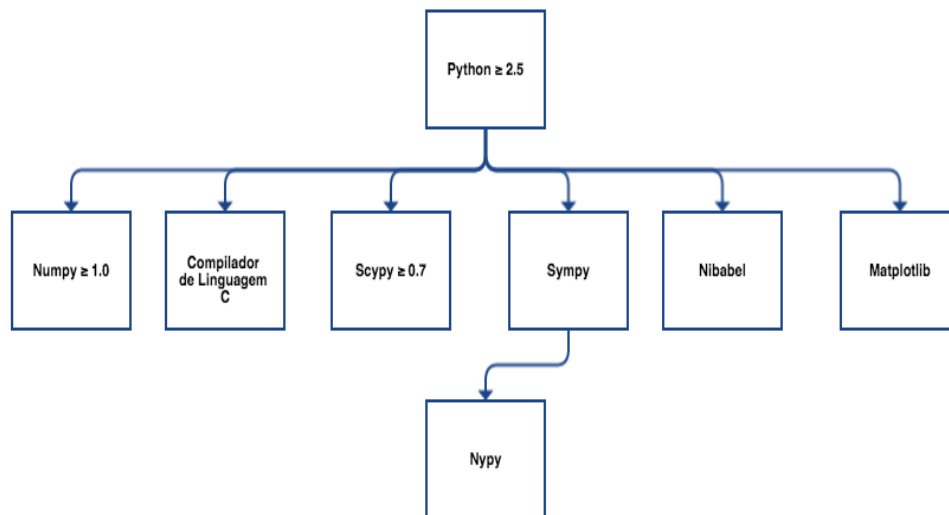 Python ≥ 2.5
Numpy ≥ 1.0
Compilador
de Linguagem
C
Scypy ≥ 0.7
Sympy
Nibabel
Matplotlib
Nypy